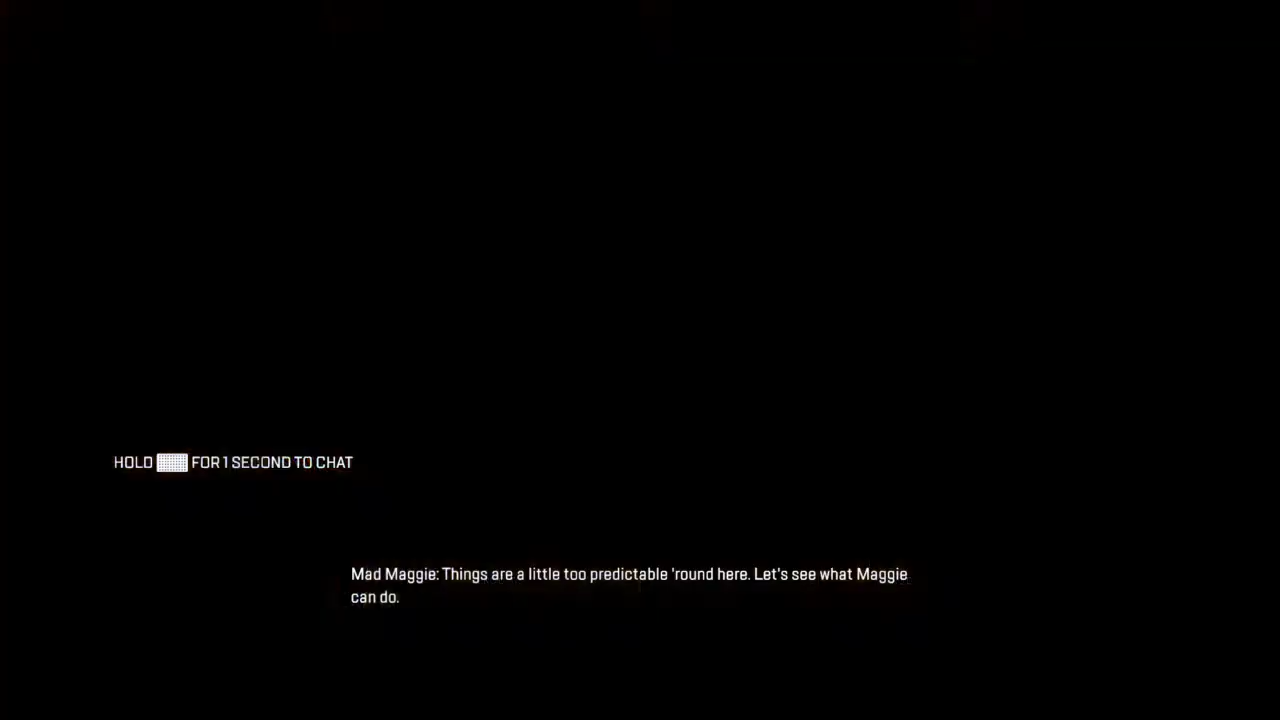 HOLD FOR 1 SECOND TO CHAT
Mad Maggie: Things are a little too predictable 'round here. Let's see what Maggie
can do.